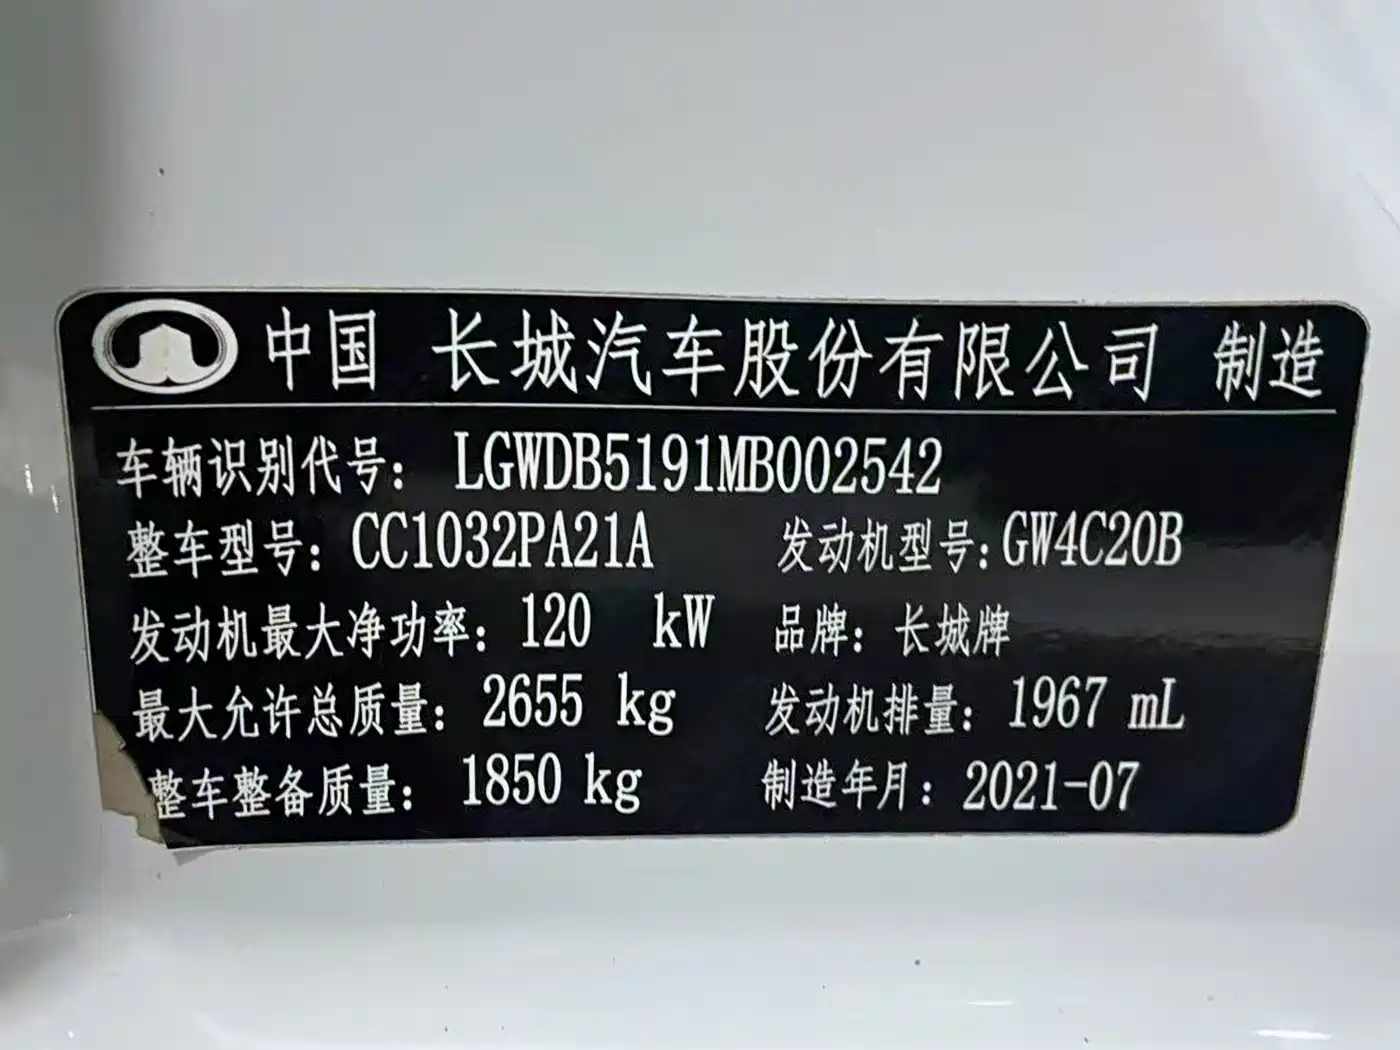 中国 长城汽车股份有限公司 制造
车辆识别代号：LGWDB5191MB002542
整车型号：CC1032PA21A 发动机型号：GW4C20B
发动机最大净功率：120 kW 品牌：长城牌
最大允许总质量：2655 kg 发动机排量：1967 mL
整车整备质量：1850 kg 制造年月：2021-07